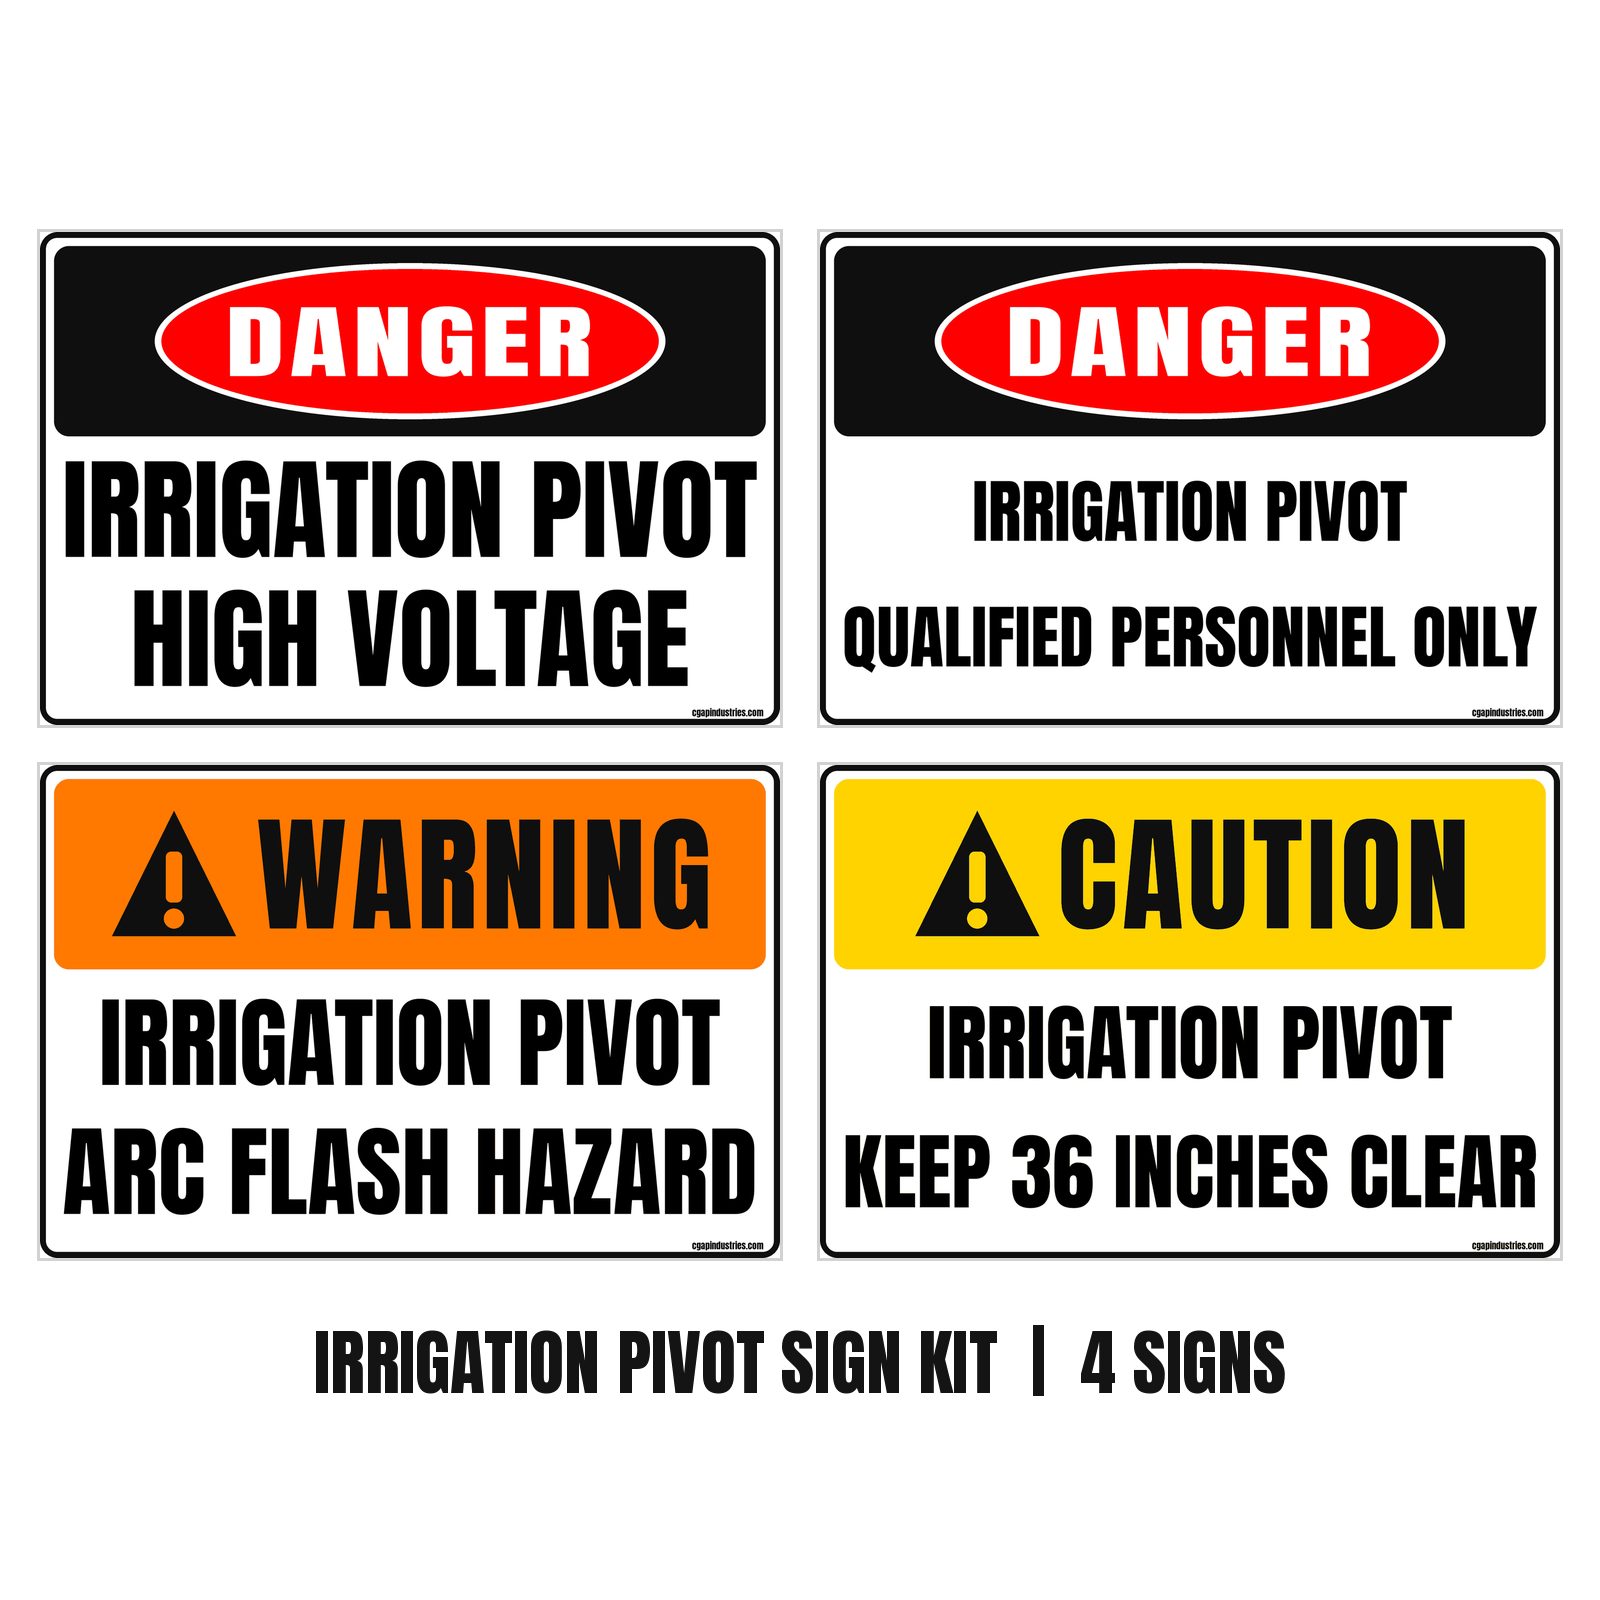 DANGER
IRRIGATION PIVOT
HIGH VOLTAGE
cgapindustries.com
DANGER
IRRIGATION PIVOT
QUALIFIED PERSONNEL ONLY
cgapindustries.com
WARNING
IRRIGATION PIVOT
ARC FLASH HAZARD
cgapindustries.com
CAUTION
IRRIGATION PIVOT
KEEP 36 INCHES CLEAR
cgapindustries.com
IRRIGATION PIVOT SIGN KIT | 4 SIGNS